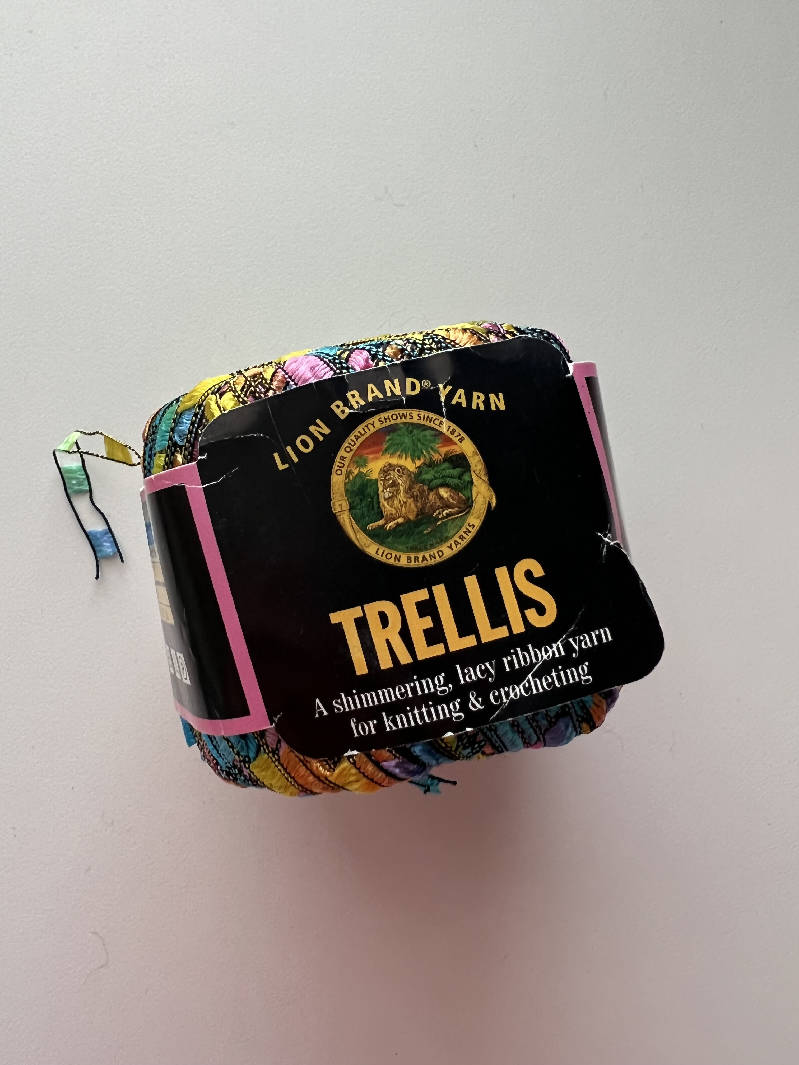 LION BRAND® YARN
OUR QUALITY SHOWS SINCE 1878
LION BRAND YARNS
TRELLIS
A shimmering, lacy ribbon yarn
for knitting & crocheting